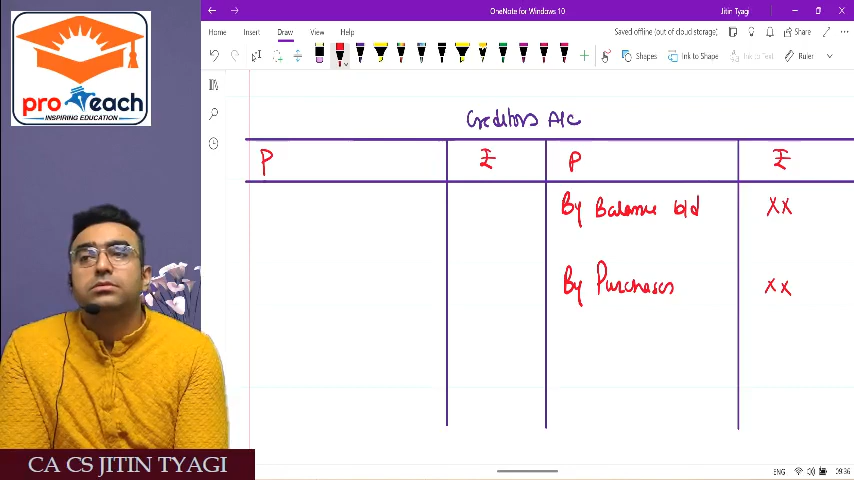 OneNote for Windows 10
Jitin Tyagi
Home
Insert
Draw
View
Help
Saved offline (out of cloud storage)
Share
Shapes
Ink to Shape
Ink to Text
Ruler
pro Teach
INSPIRING EDUCATION
Creditors A/C
P ₹ P ₹
By Balance b/d XX
By Purchases XX
CA CS JITIN TYAGI
ENG
09:36